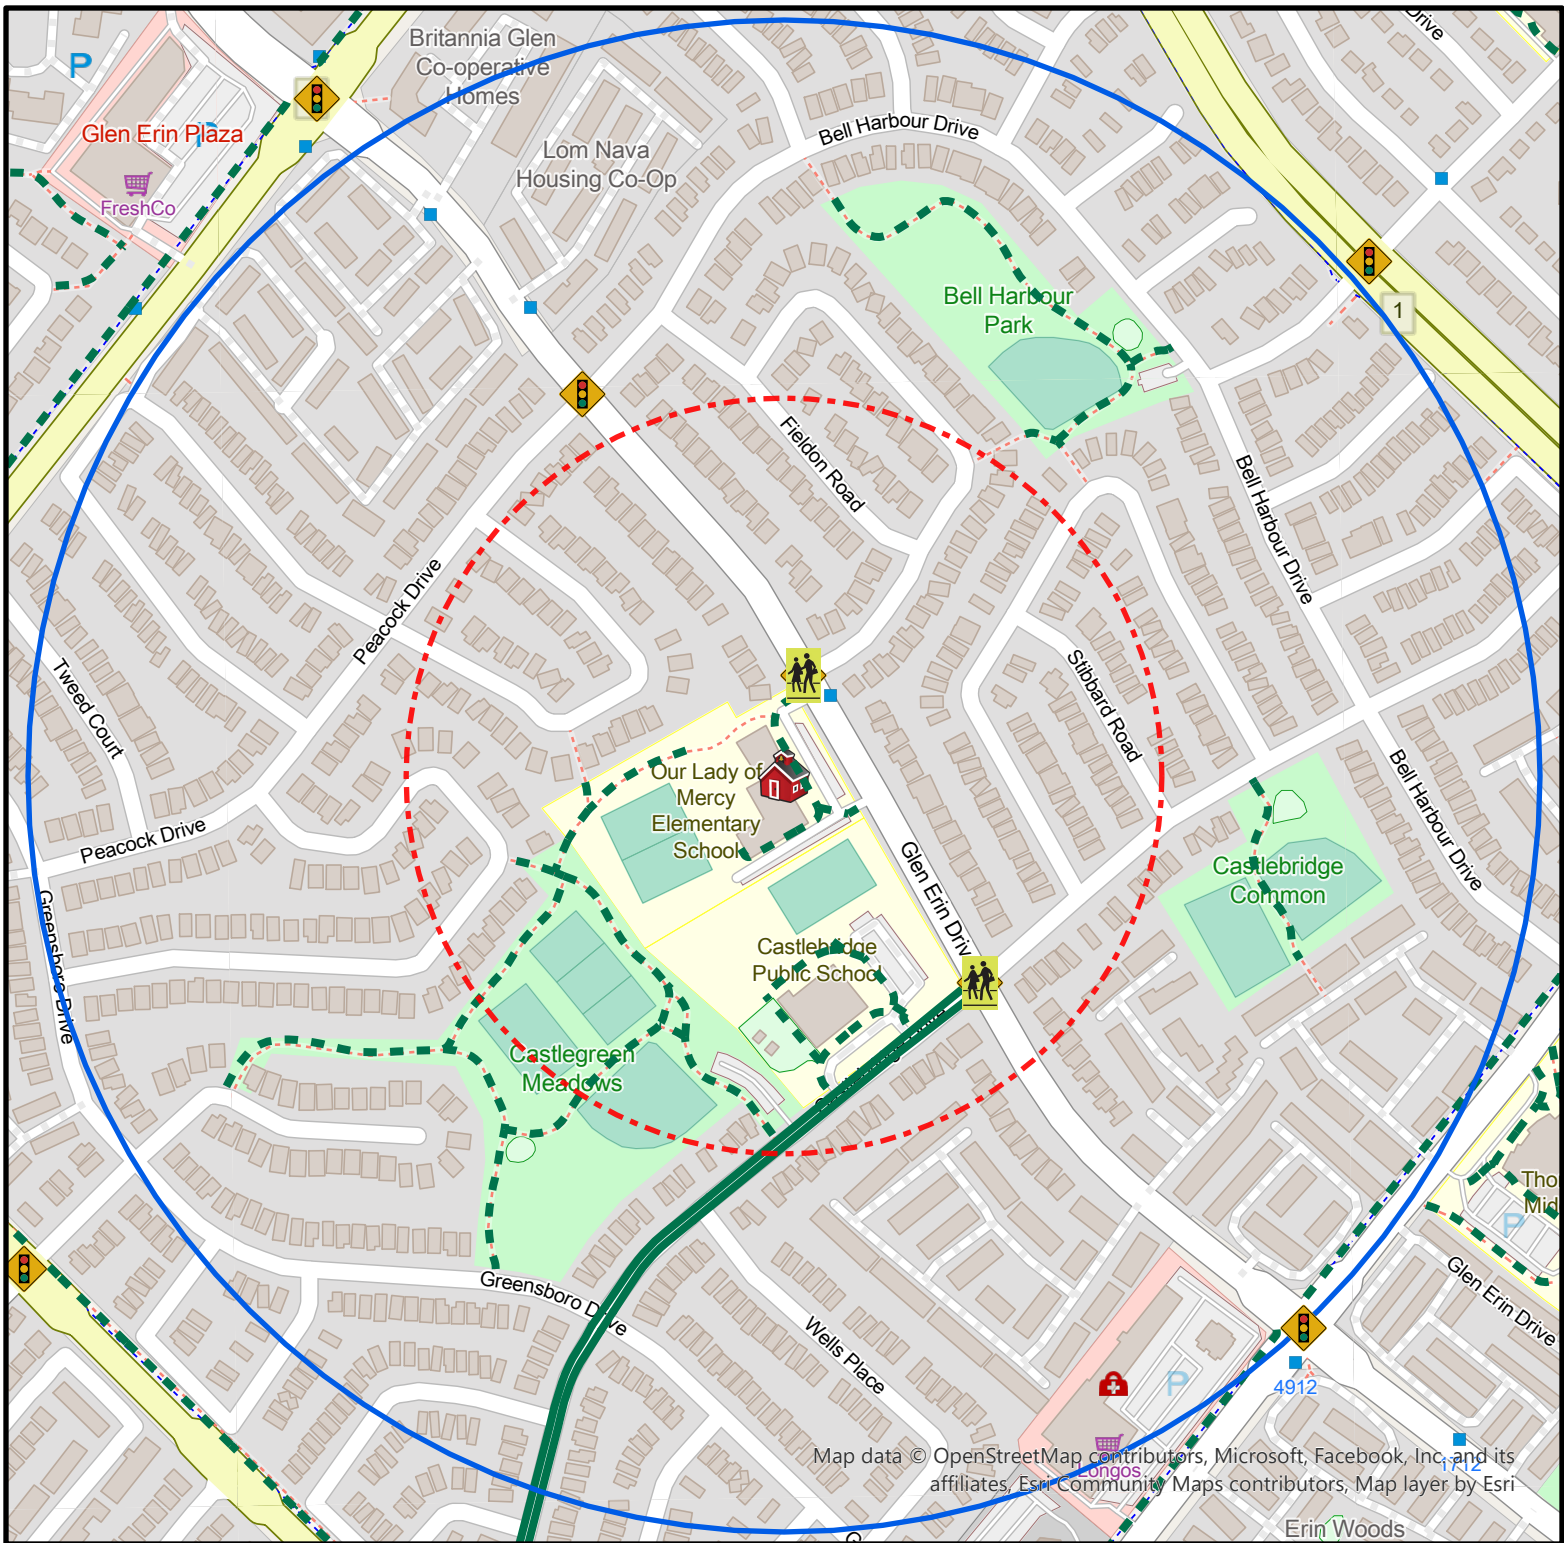 Britannia Glen
Co-operative
Homes
Drive
P
Glen Erin Plaza
P
FreshCo
Lom Nava
Housing Co-Op
Bell Harbour Drive
Bell Harbour
Park
1
Fieldon Road
Bell Harbour Drive
Peacock Drive
Tweed Court
Stibbard Road
Our Lady of
Mercy
Elementary
School
Peacock Drive
Glen Erin Drive
Bell Harbour Drive
Castlebridge
Common
Greensboro Drive
Castlebridge
Public School
Castlegreen
Meadows
Greensboro Drive
Wells Place
Tho
Mid
P
Glen Erin Drive
P
4912
1712
Longos
Map data © OpenStreetMap contributors, Microsoft, Facebook, Inc. and its
affiliates, Esri Community Maps contributors, Map layer by Esri
Erin Woods